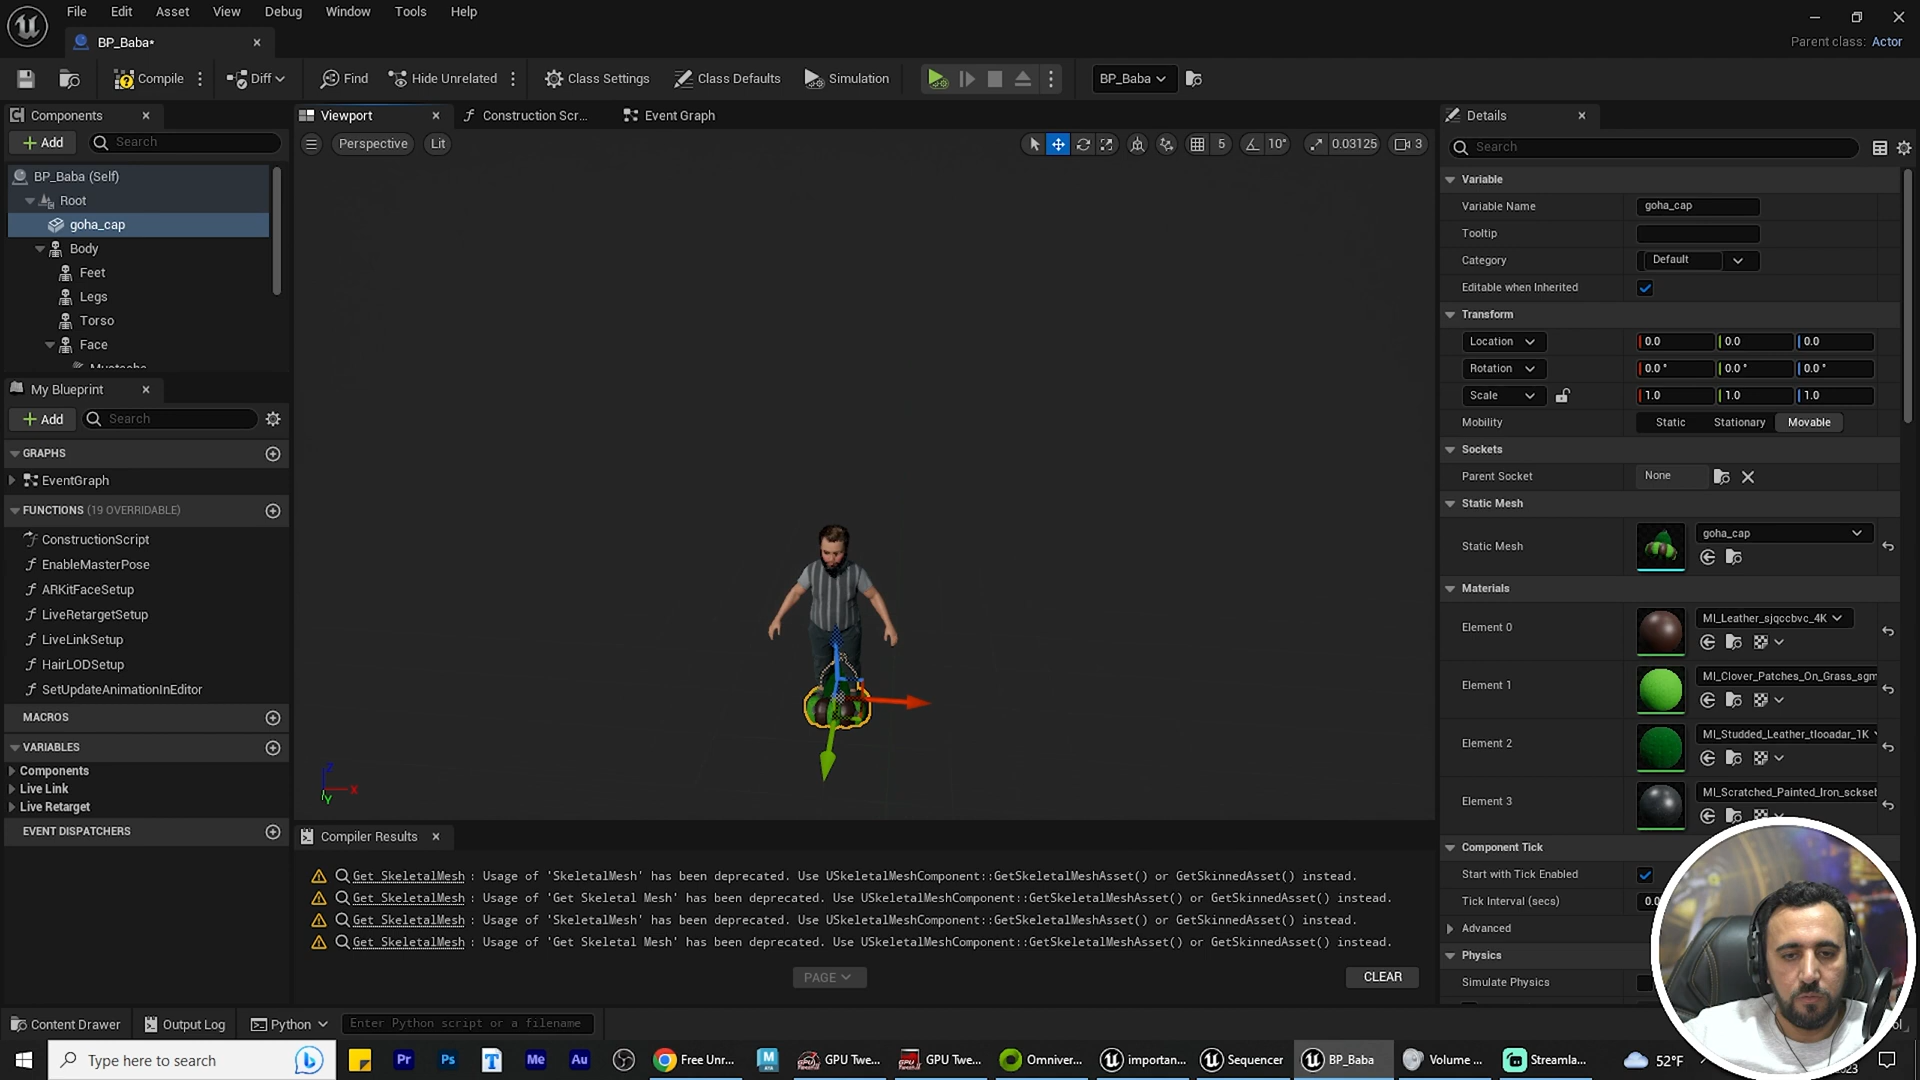 File Edit Asset View Debug Window Tools Help
BP_Baba*
Parent class: Actor
Compile Diff Find Hide Unrelated Class Settings Class Defaults Simulation BP_Baba
Components
Add Search
BP_Baba (Self)
Root
goha_cap
Body
Feet
Legs
Torso
Face
My Blueprint
Add Search
GRAPHS
EventGraph
FUNCTIONS (19 OVERRIDABLE)
ConstructionScript
EnableMasterPose
ARKitFaceSetup
LiveRetargetSetup
LiveLinkSetup
HairLODSetup
SetUpdateAnimationInEditor
MACROS
VARIABLES
Components
Live Link
Live Retarget
EVENT DISPATCHERS
Viewport Construction Scr... Event Graph
Perspective Lit 5 10° 0.03125 3
Z X Y
Compiler Results
Get SkeletalMesh : Usage of 'SkeletalMesh' has been deprecated. Use USkeletalMeshComponent::GetSkeletalMeshAsset() or GetSkinnedAsset() instead.
Get SkeletalMesh : Usage of 'Get Skeletal Mesh' has been deprecated. Use USkeletalMeshComponent::GetSkeletalMeshAsset() or GetSkinnedAsset() instead.
Get SkeletalMesh : Usage of 'SkeletalMesh' has been deprecated. Use USkeletalMeshComponent::GetSkeletalMeshAsset() or GetSkinnedAsset() instead.
Get SkeletalMesh : Usage of 'Get Skeletal Mesh' has been deprecated. Use USkeletalMeshComponent::GetSkeletalMeshAsset() or GetSkinnedAsset() instead.
PAGE CLEAR
Details
Search
Variable
Variable Name goha_cap
Tooltip
Category Default
Editable when Inherited
Transform
Location 0.0 0.0 0.0
Rotation 0.0 ° 0.0 ° 0.0 °
Scale 1.0 1.0 1.0
Mobility Static Stationary Movable
Sockets
Parent Socket None
Static Mesh
Static Mesh goha_cap
Materials
Element 0 MI_Leather_sjqccbvc_4K
Element 1 MI_Clover_Patches_On_Grass_sgm
Element 2 MI_Studded_Leather_tlooadar_1K
Element 3 MI_Scratched_Painted_Iron_scksel
Component Tick
Start with Tick Enabled
Tick Interval (secs) 0.0
Advanced
Physics
Simulate Physics
Content Drawer Output Log Python Enter Python script or a filename
Type here to search Pr Ps T Me Au Free Unr... GPU Twe... GPU Twe... Omniver... importan... Sequencer BP_Baba Volume ... Streamla... 52°F